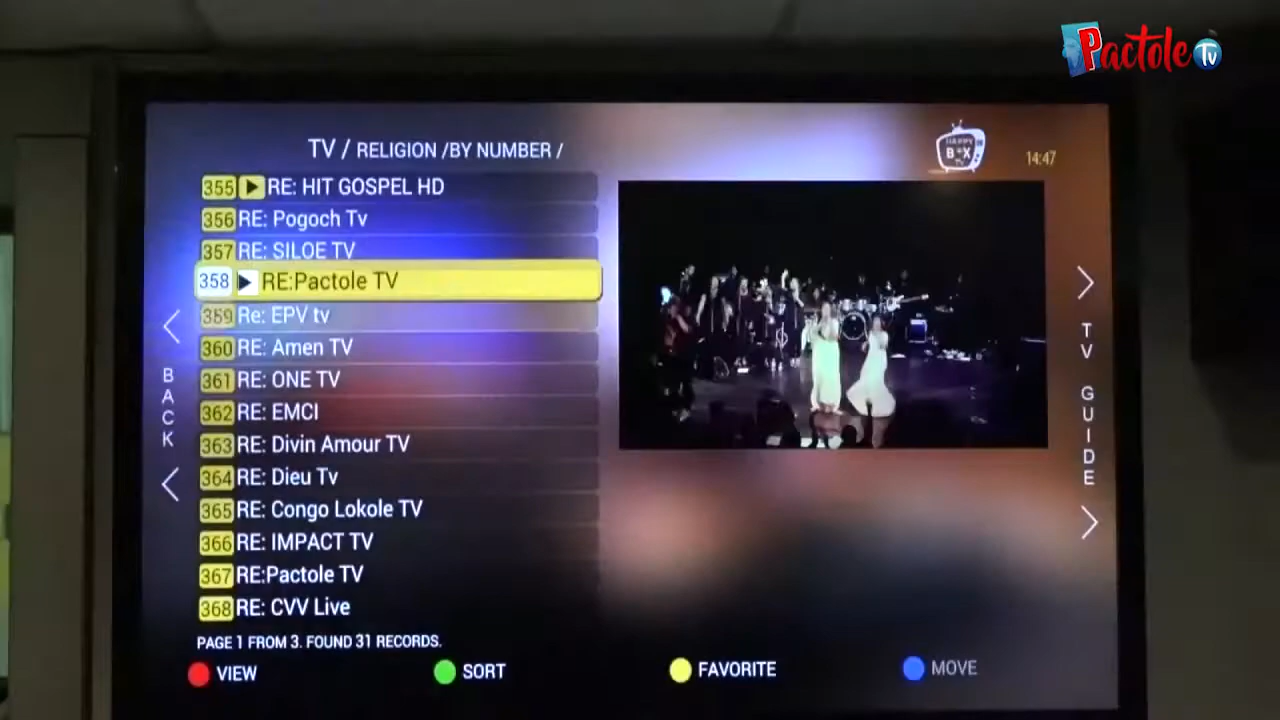 Pactole Tv
TV / RELIGION /BY NUMBER /
HAPPY
BOX
TV
14:47
355 RE: HIT GOSPEL HD
356 RE: Pogoch Tv
357 RE: SILOE TV
358 RE:Pactole TV
359 Re: EPV tv
360 RE: Amen TV
361 RE: ONE TV
362 RE: EMCI
363 RE: Divin Amour TV
364 RE: Dieu Tv
365 RE: Congo Lokole TV
366 RE: IMPACT TV
367 RE:Pactole TV
368 RE: CVV Live
BACK
TV GUIDE
PAGE 1 FROM 3. FOUND 31 RECORDS.
VIEW SORT FAVORITE MOVE